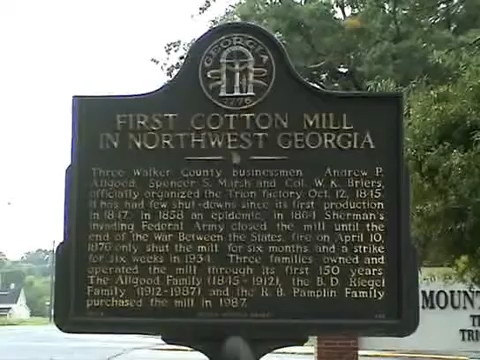 GEORGIA
1776
FIRST COTTON MILL
IN NORTHWEST GEORGIA
Three Walker County businessmen Andrew P.
Allgood, Spencer S. Marsh and Col. W. K. Briers,
officially organized the Trion factory Oct. 12, 1845.
It has had few shut-downs since its first production
in 1847. In 1858 an epidemic, in 1864 Sherman's
invading Federal Army closed the mill until the
end of the War Between the States, fire on April 10,
1876 only shut the mill for six months and a strike
for six weeks in 1934. Three families owned and
operated the mill through its first 150 years
The Allgood Family (1845-1912), the B. D. Riegel
Family (1912-1987) and the R. B. Pamplin Family
purchased the mill in 1987.
MOUNT
TH
TRI